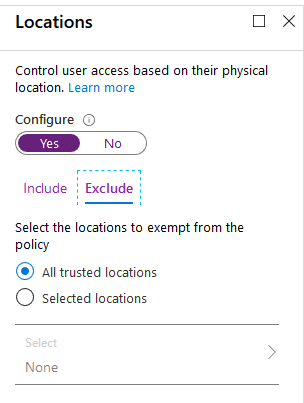 Locations
Control user access based on their physical
location. Learn more
Configure
Yes No
Include Exclude
Select the locations to exempt from the
policy
All trusted locations
Selected locations
Select
None